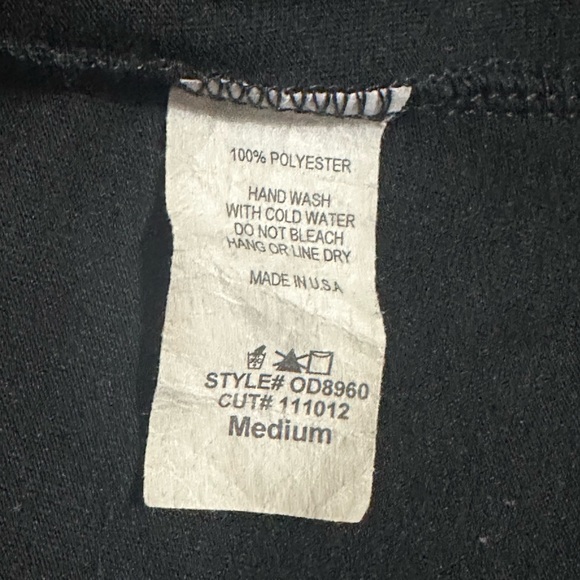 100% POLYESTER
HAND WASH
WITH COLD WATER
DO NOT BLEACH
HANG OR LINE DRY
MADE IN U.S.A
STYLE# OD8960
CUT# 111012
Medium